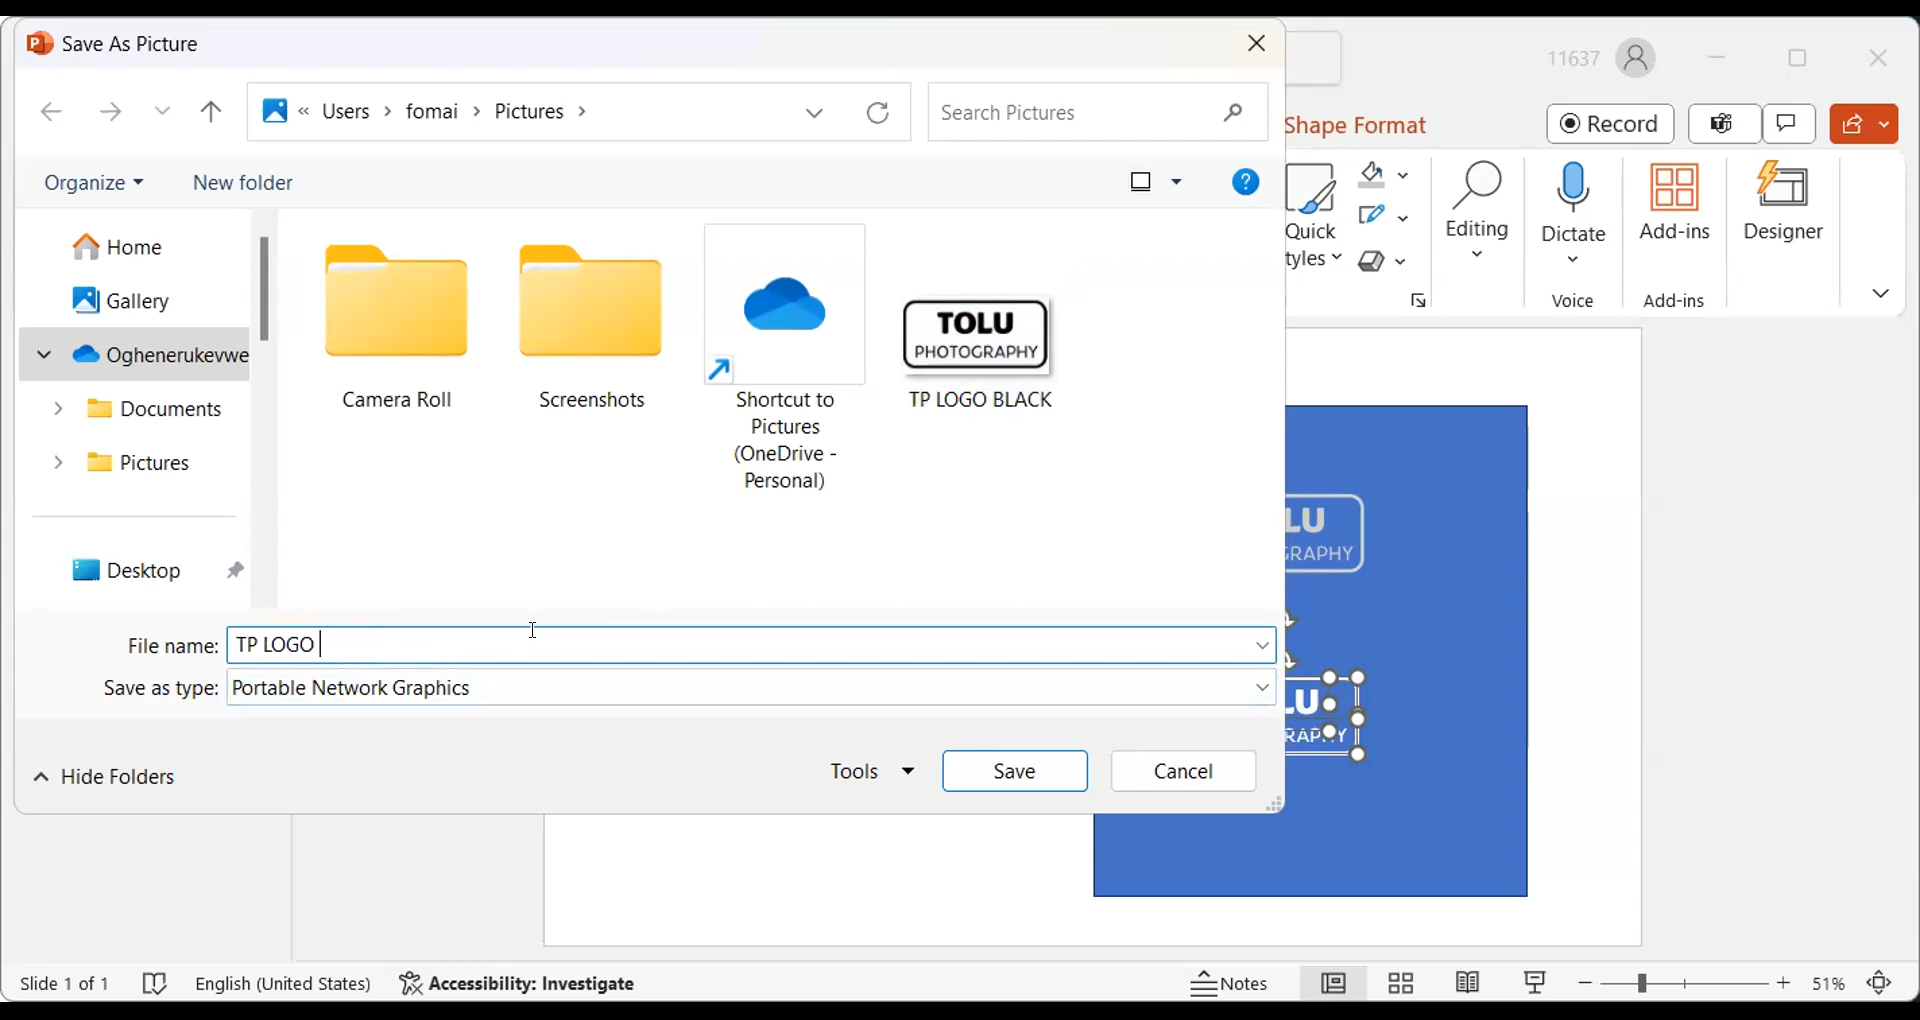 Save As Picture
11637
« Users > fomai > Pictures >
Search Pictures
Shape Format
Record
Organize
New folder
?
Home
Gallery
Oghenerukevwe
Documents
Pictures
Desktop
Camera Roll
Screenshots
Shortcut to
Pictures
(OneDrive -
Personal)
TOLU
PHOTOGRAPHY
TP LOGO BLACK
Quick
tyles
Editing
Dictate
Add-ins
Designer
Voice
Add-ins
LU
GRAPHY
LU
RAPHY
File name: TP LOGO
Save as type: Portable Network Graphics
Hide Folders
Tools
Save
Cancel
Slide 1 of 1
English (United States)
Accessibility: Investigate
Notes
51%